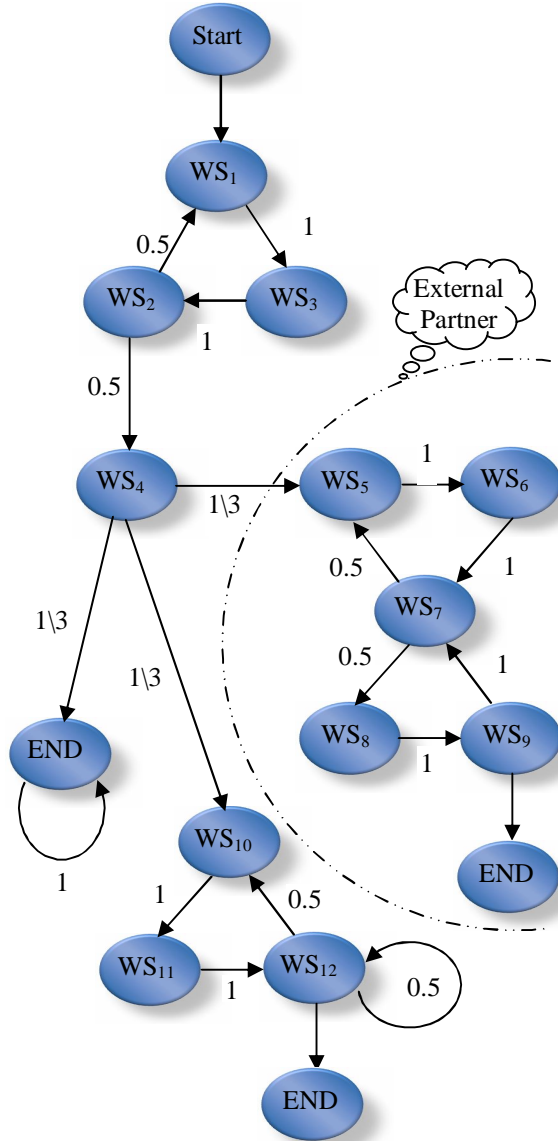 Start
WS₁
0.5
1
WS₂
WS₃
1
External
Partner
0.5
WS₄
1\3
WS₅
1
WS₆
0.5
1
WS₇
1\3
1\3
0.5
1
WS₈
1
WS₉
END
1
WS₁₀
END
1
0.5
WS₁₁
1
WS₁₂
0.5
END